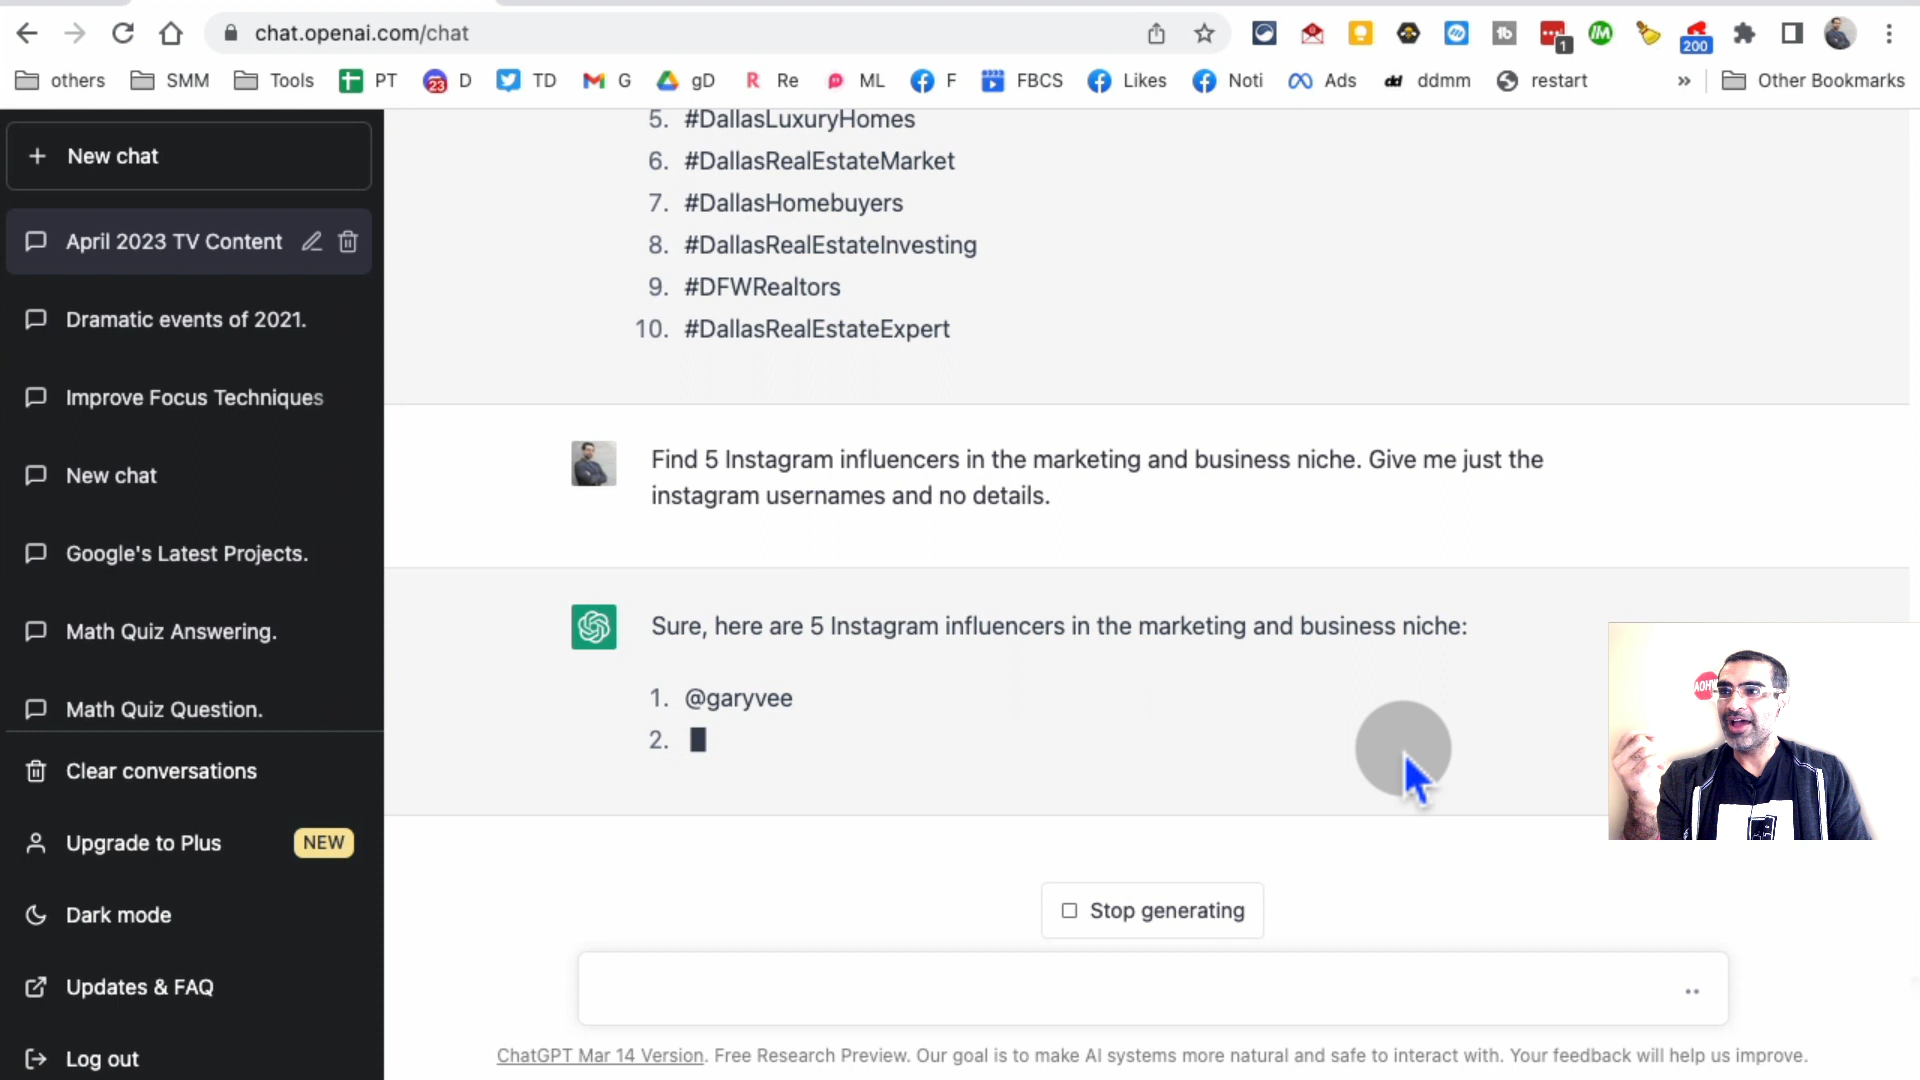 chat.openai.com/chat
1
200
others
SMM
Tools
PT
23
D
TD
G
gD
R
Re
ML
F
FBCS
Likes
Noti
Ads
dd
ddmm
restart
»
Other Bookmarks
+ New chat
April 2023 TV Content
Dramatic events of 2021.
Improve Focus Techniques
New chat
Google's Latest Projects.
Math Quiz Answering.
Math Quiz Question.
Clear conversations
Upgrade to Plus
NEW
Dark mode
Updates & FAQ
Log out
5. #DallasLuxuryHomes
6. #DallasRealEstateMarket
7. #DallasHomebuyers
8. #DallasRealEstateInvesting
9. #DFWRealtors
10. #DallasRealEstateExpert
Find 5 Instagram influencers in the marketing and business niche. Give me just the
instagram usernames and no details.
Sure, here are 5 Instagram influencers in the marketing and business niche:
1. @garyvee
2.
Stop generating
ChatGPT Mar 14 Version. Free Research Preview. Our goal is to make AI systems more natural and safe to interact with. Your feedback will help us improve.